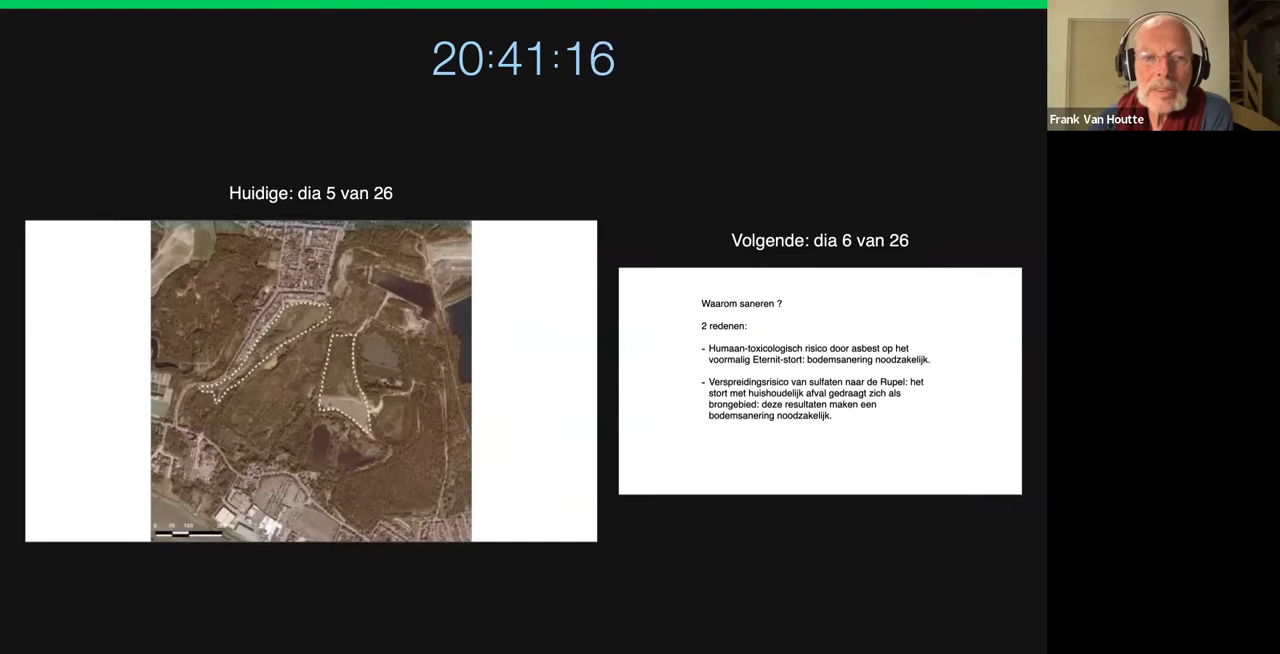 20:41:16
Frank Van Houtte
Huidige: dia 5 van 26
Volgende: dia 6 van 26
Waarom saneren ?
2 redenen:
- Humaan-toxicologisch risico door asbest op het
voormalig Eternit-stort: bodemsanering noodzakelijk.
- Verspreidingsrisico van sulfaten naar de Rupel: het
stort met huishoudelijk afval gedraagt zich als
brongebied: deze resultaten maken een
bodemsanering noodzakelijk.